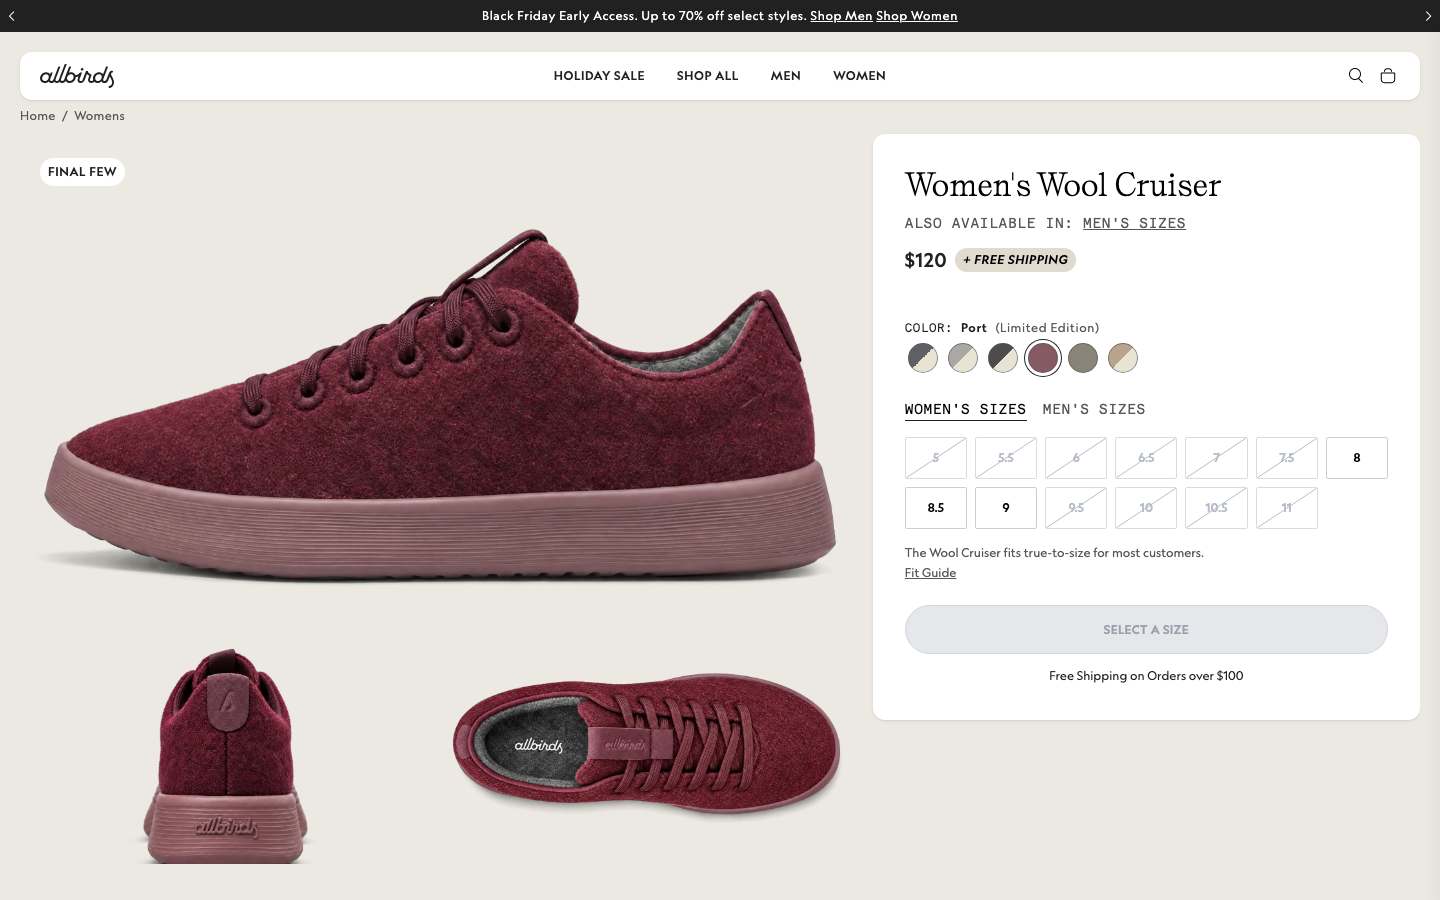 Black Friday Early Access. Up to 70% off select styles. Shop Men Shop Women
allbirds
HOLIDAY SALE SHOP ALL MEN WOMEN
Home / Womens
FINAL FEW
Women's Wool Cruiser
ALSO AVAILABLE IN: MEN'S SIZES
$120 + FREE SHIPPING
COLOR: Port (Limited Edition)
WOMEN'S SIZES MEN'S SIZES
5 5.5 6 6.5 7 7.5 8
8.5 9 9.5 10 10.5 11
The Wool Cruiser fits true-to-size for most customers.
Fit Guide
SELECT A SIZE
Free Shipping on Orders over $100
allbirds
allbirds
allbirds